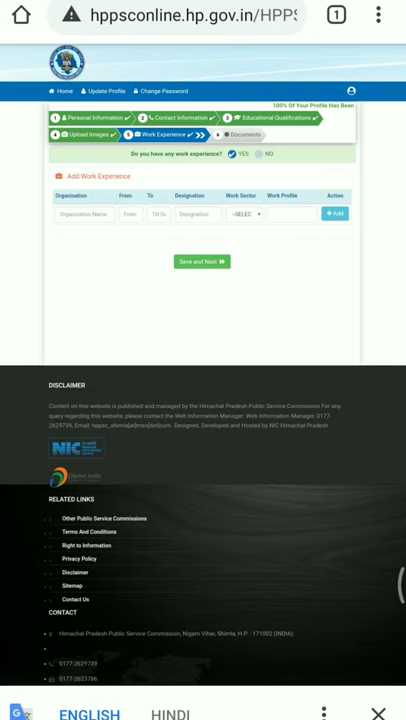 hppsconline.hp.gov.in/HPPS
1
Home Update Profile Change Password
100% Of Your Profile Has Been
1 Personal Information 2 Contact Information 3 Educational Qualifications
4 Upload Images 5 Work Experience 6 Documents
Do you have any work experience? YES NO
Add Work Experience
Organisation From To Designation Work Sector Work Profile Action
Organization Name From Till Da Designation --SELEC +Add
Save and Next
DISCLAIMER
Content on this website is published and managed by the Himachal Pradesh Public Service Commission For any
query regarding this website, please contact the Web Information Manager. Web Information Manager, 0177-
2629739, Email: hppsc_shimla[at]msn[dot]com. Designed, Developed and Hosted by NIC Himachal Pradesh
NIC
Digital India
RELATED LINKS
Other Public Service Commissions
Terms And Conditions
Right to Information
Privacy Policy
Disclaimer
Sitemap
Contact Us
CONTACT
Himachal Pradesh Public Service Commission, Nigam Vihar, Shimla, H.P. - 171002 (INDIA)
0177-2629739
0177-2623786
ENGLISH HINDI